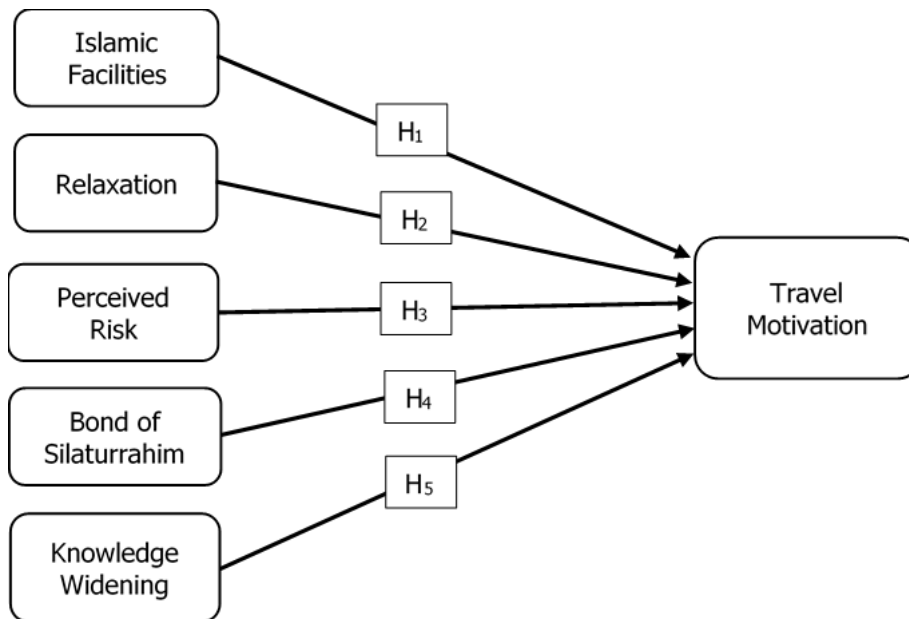 Islamic
Facilities
H1
Relaxation
H2
Perceived
Risk
H3
Travel
Motivation
Bond of
Silaturrahim
H4
H5
Knowledge
Widening